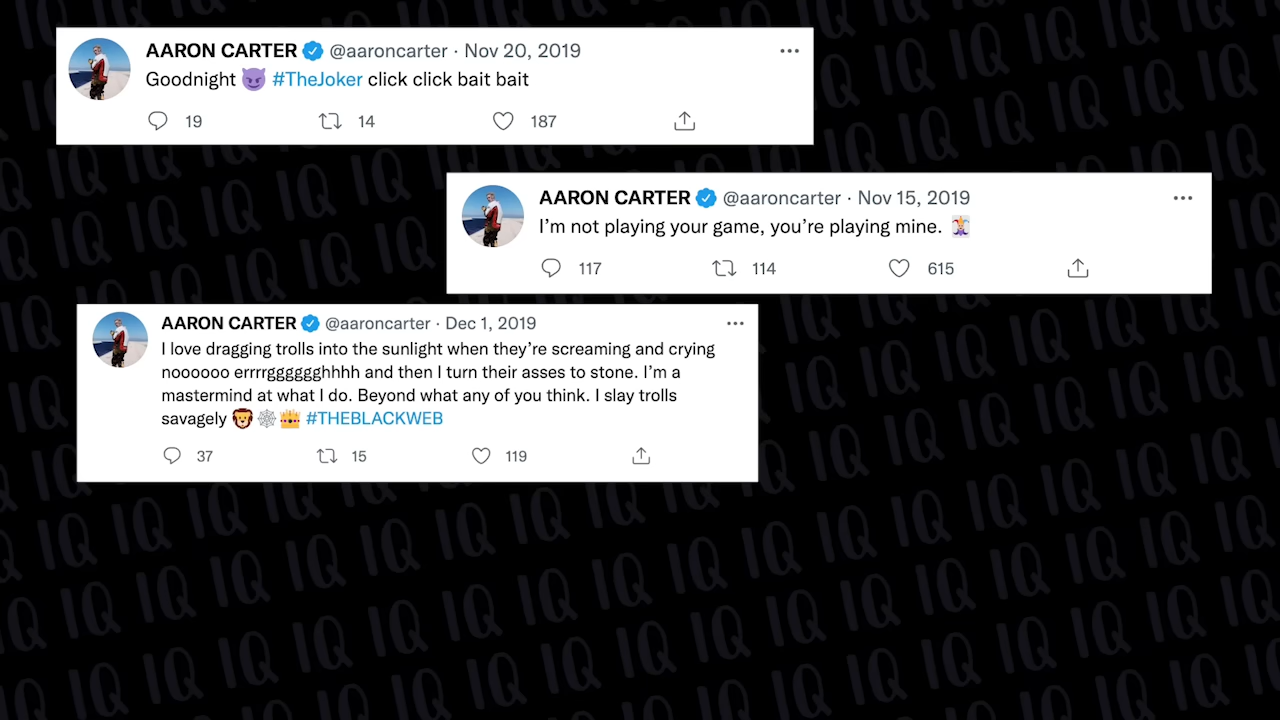 AARON CARTER @aaroncarter · Nov 20, 2019
Goodnight 😈 #TheJoker click click bait bait
19 14 187
AARON CARTER @aaroncarter · Nov 15, 2019
I’m not playing your game, you’re playing mine. 🃏
117 114 615
AARON CARTER @aaroncarter · Dec 1, 2019
I love dragging trolls into the sunlight when they’re screaming and crying
noooooo errrrgggggghhhh and then I turn their asses to stone. I’m a
mastermind at what I do. Beyond what any of you think. I slay trolls
savagely 🦁🕸️👑 #THEBLACKWEB
37 15 119